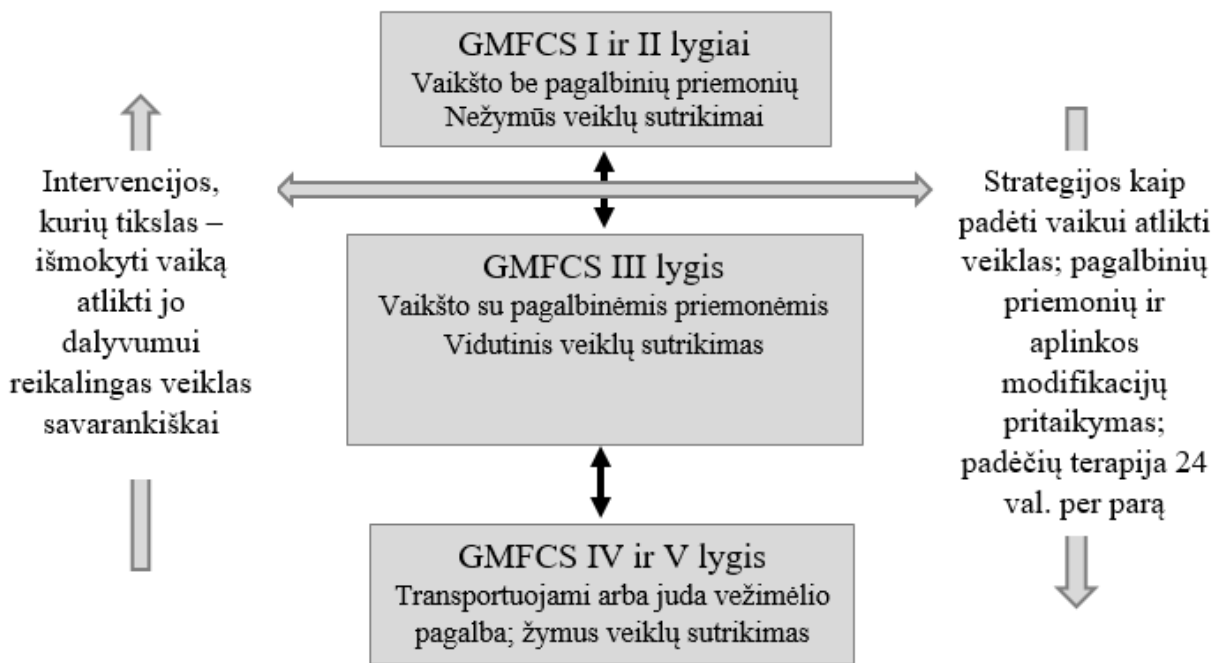 GMFCS I ir II lygiai
Vaikšto be pagalbinių priemonių
Nežymūs veiklų sutrikimai
Intervencijos,
kurių tikslas –
išmokyti vaiką
atlikti jo
dalyvumui
reikalingas veiklas
savarankiškai
GMFCS III lygis
Vaikšto su pagalbinėmis priemonėmis
Vidutinis veiklų sutrikimas
Strategijos kaip
padėti vaikui atlikti
veiklas; pagalbinių
priemonių ir
aplinkos
modifikacijų
pritaikymas;
padėčių terapija 24
val. per parą
GMFCS IV ir V lygis
Transportuojami arba juda vežimėlio
pagalba; žymus veiklų sutrikimas